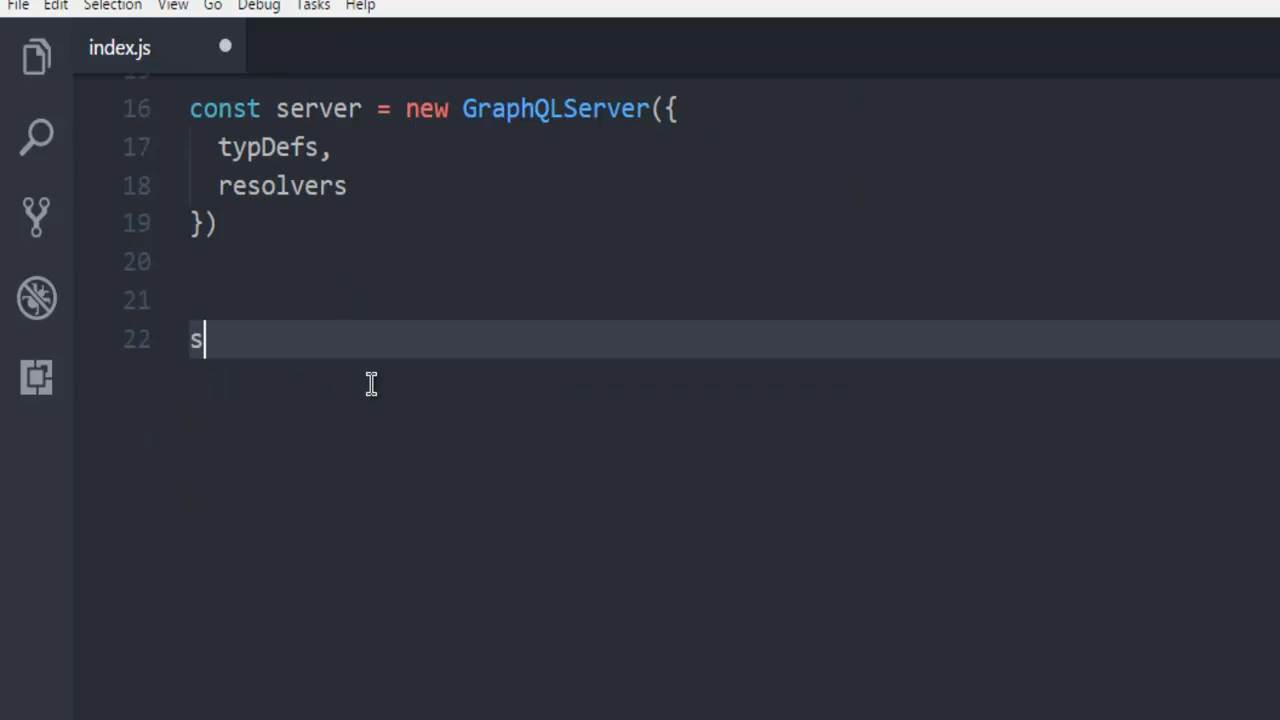 File Edit Selection View Go Debug Tasks Help
index.js
16 const server = new GraphQLServer({
17 typDefs,
18 resolvers
19 })
20
21
22 s